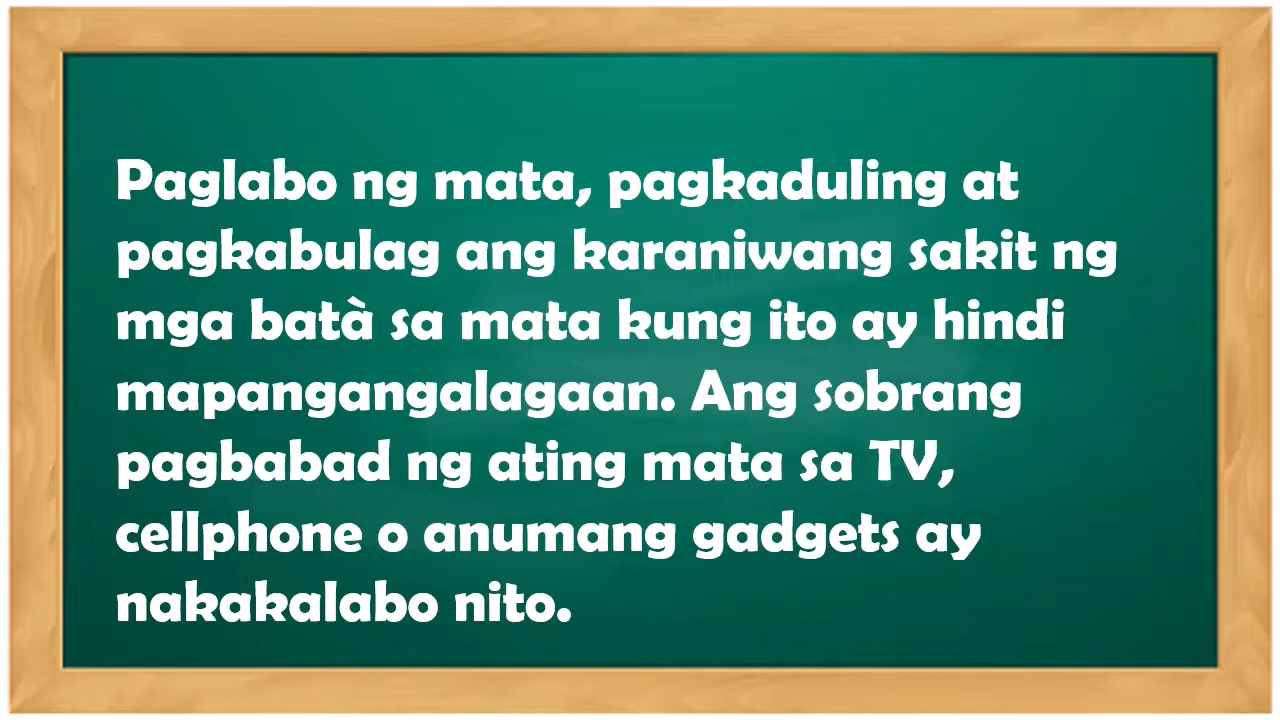 Paglabo ng mata, pagkaduling at
pagkabulag ang karaniwang sakit ng
mga batà sa mata kung ito ay hindi
mapangangalagaan. Ang sobrang
pagbabad ng ating mata sa TV,
cellphone o anumang gadgets ay
nakakalabo nito.